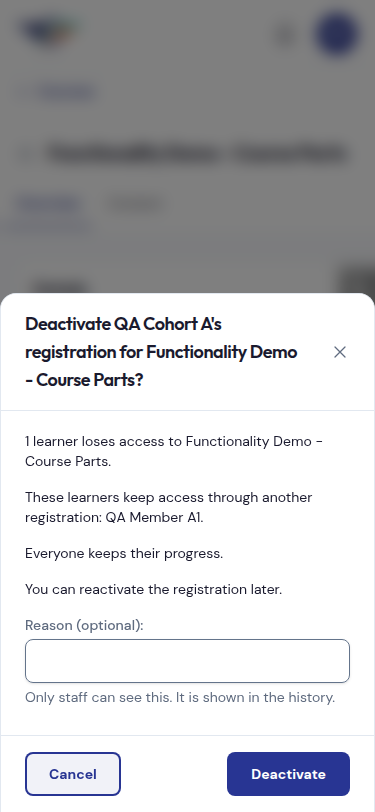 Deactivate QA Cohort A's
registration for Functionality Demo
- Course Parts?
1 learner loses access to Functionality Demo -
Course Parts.
These learners keep access through another
registration: QA Member A1.
Everyone keeps their progress.
You can reactivate the registration later.
Reason (optional):
Only staff can see this. It is shown in the history.
Cancel
Deactivate